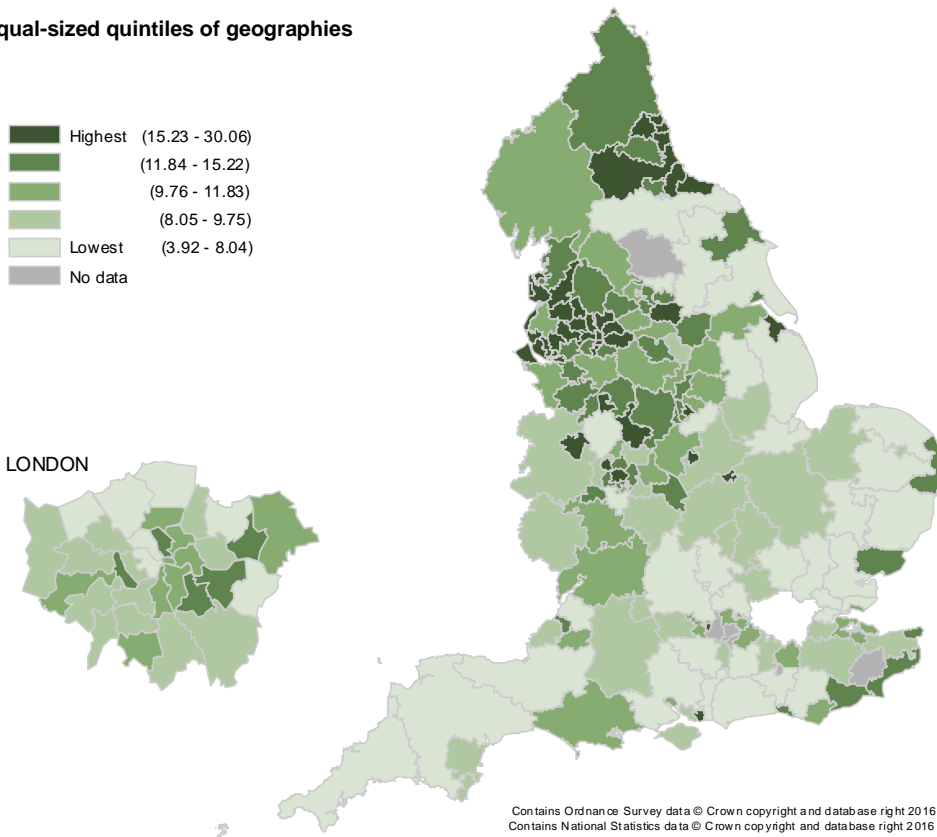 qual-sized quintiles of geographies
Highest (15.23 - 30.06)
(11.84 - 15.22)
(9.76 - 11.83)
(8.05 - 9.75)
Lowest (3.92 - 8.04)
No data
LONDON
Contains Ordnance Survey data © Crown copyright and database right 2016
Contains National Statistics data © Crown copyright and database right 2016